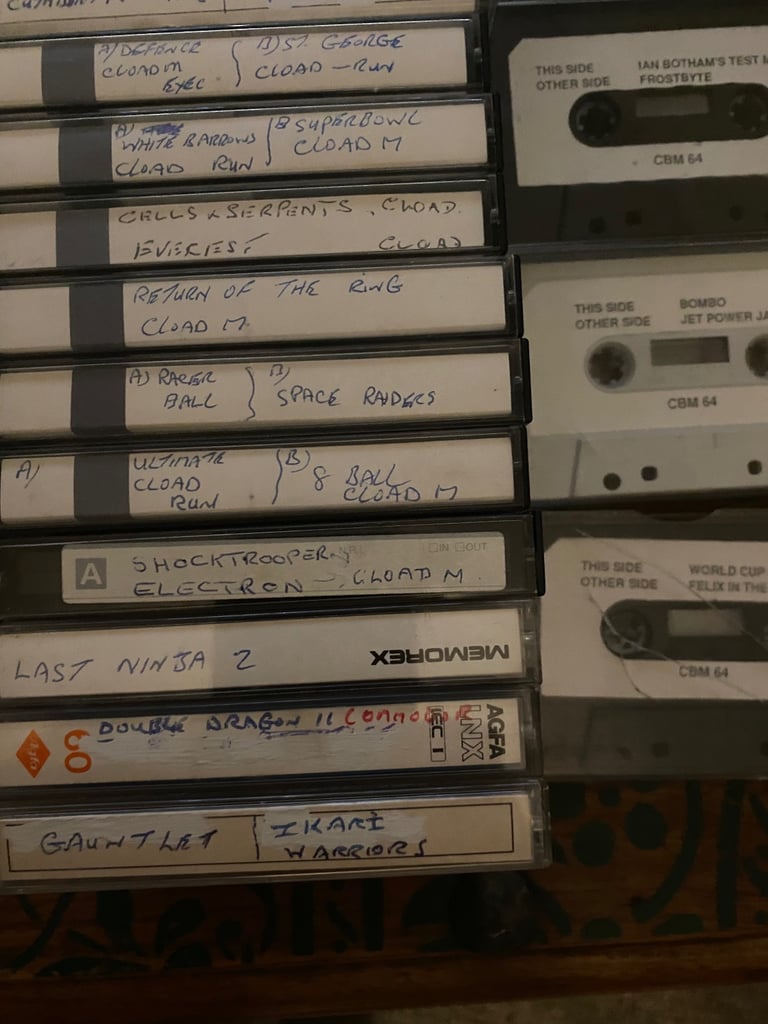 A) DEFENCE
CLOADM
EXEC
B) ST. GEORGE
CLOAD - RUN
A)
WHITE BARROWS
CLOAD RUN
B SUPERBOWL
CLOAD M
CELLS & SERPENTS, CLOAD.
EVEREST CLOAD
RETURN OF THE RING
CLOAD M.
A) RACER
BALL
B)
SPACE RAIDERS
A)
ULTIMATE
CLOAD
RUN
B)
8 BALL
CLOAD M
A
SHOCKTROOPER
IN OUT
ELECTRON - CLOAD M.
LAST NINJA 2
MEMOREX
DOUBLE DRAGON II
AGFA
LNX
IEC I
60
GAUNTLET
IKARI
WARRIORS
THIS SIDE IAN BOTHAM'S TEST M
OTHER SIDE FROSTBYTE
CBM 64
THIS SIDE BOMBO
OTHER SIDE JET POWER JA
CBM 64
THIS SIDE WORLD CUP
OTHER SIDE FELIX IN THE
CBM 64